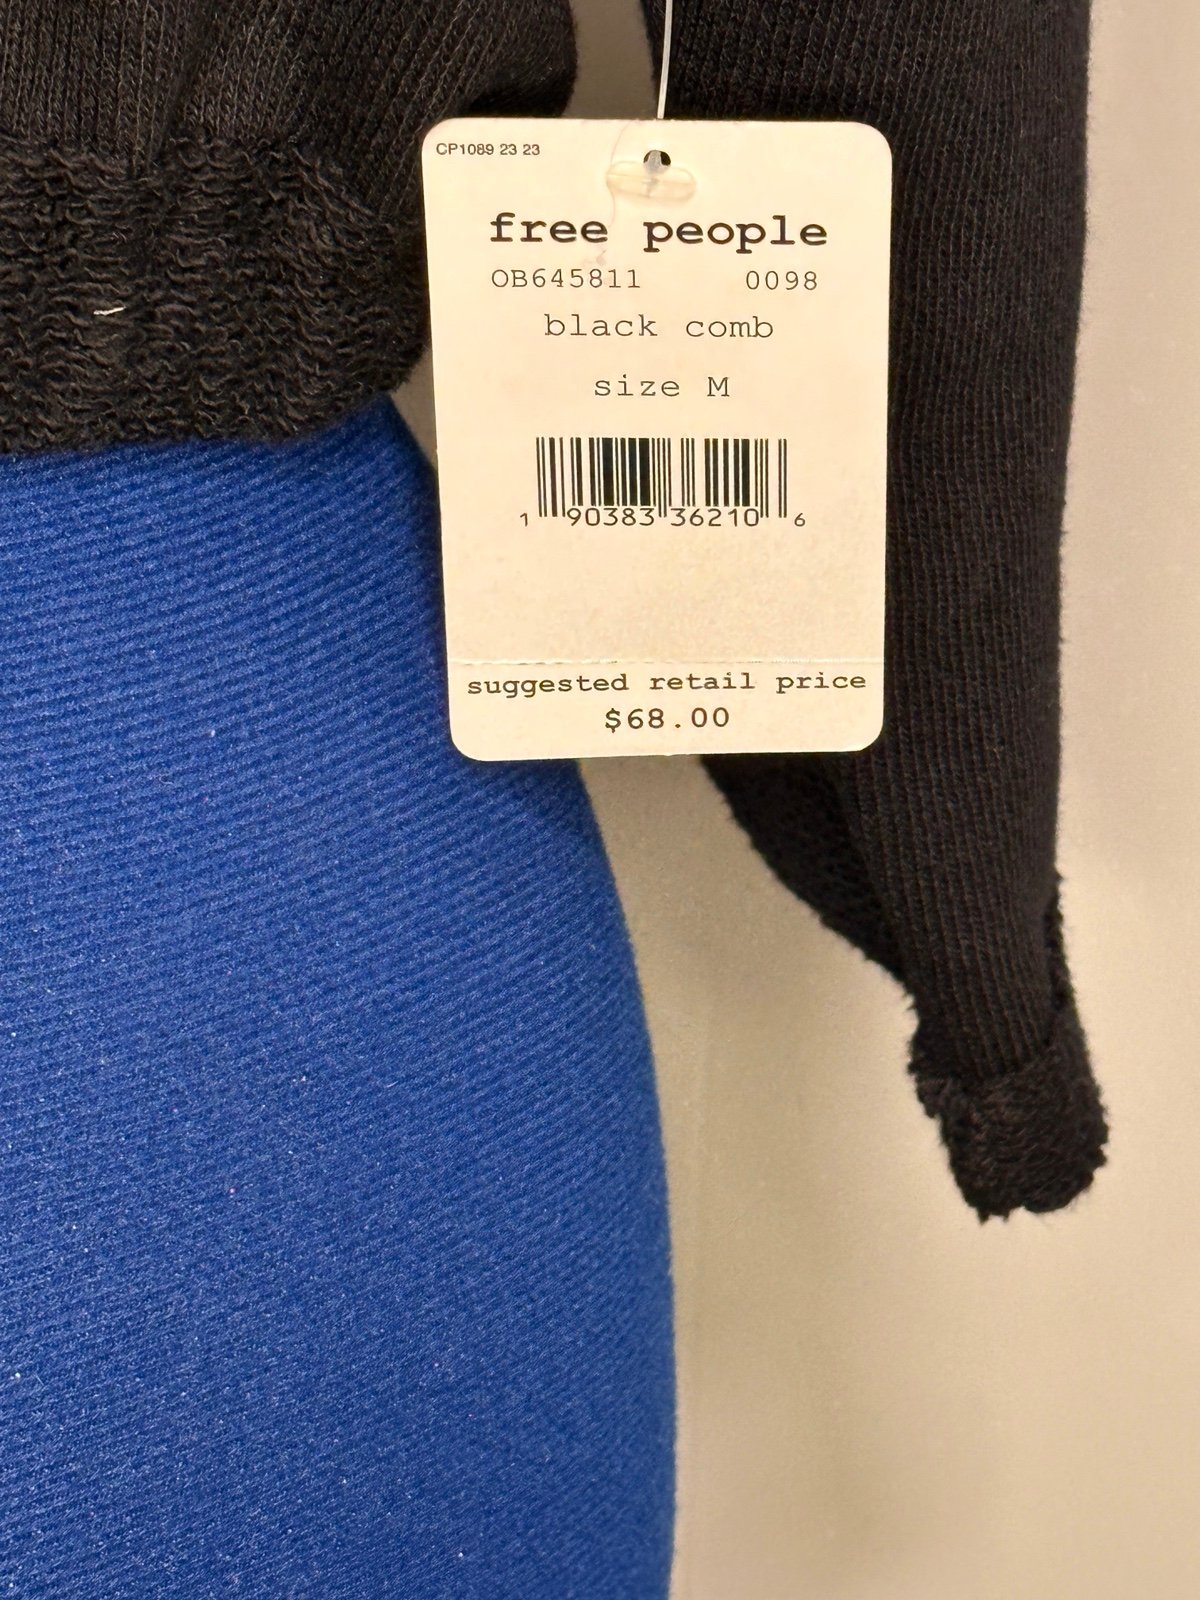 CP1089 23 23
free people
OB645811 0098
black comb
size M
1 90383 36210 6
suggested retail price
$68.00